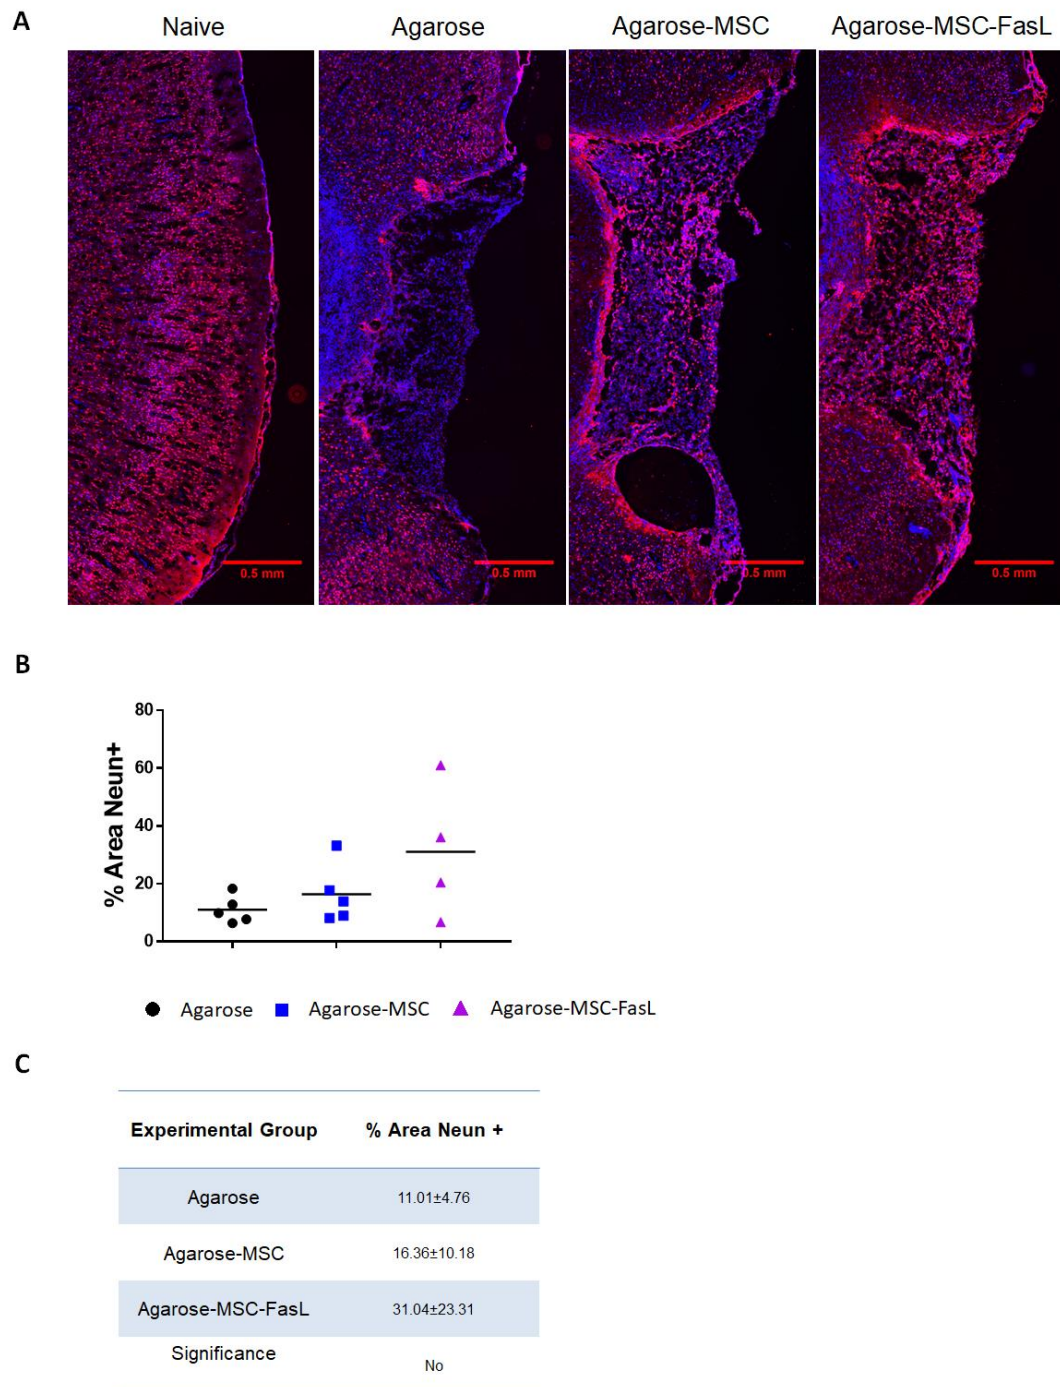 A
Naive
Agarose
Agarose-MSC
Agarose-MSC-FasL
0.5 mm
0.5 mm
0.5 mm
0.5 mm
B
% Area Neun+
80
60
40
20
0
Agarose
Agarose-MSC
Agarose-MSC-FasL
C
Experimental Group % Area Neun +
Agarose 11.01±4.76
Agarose-MSC 16.36±10.18
Agarose-MSC-FasL 31.04±23.31
Significance No